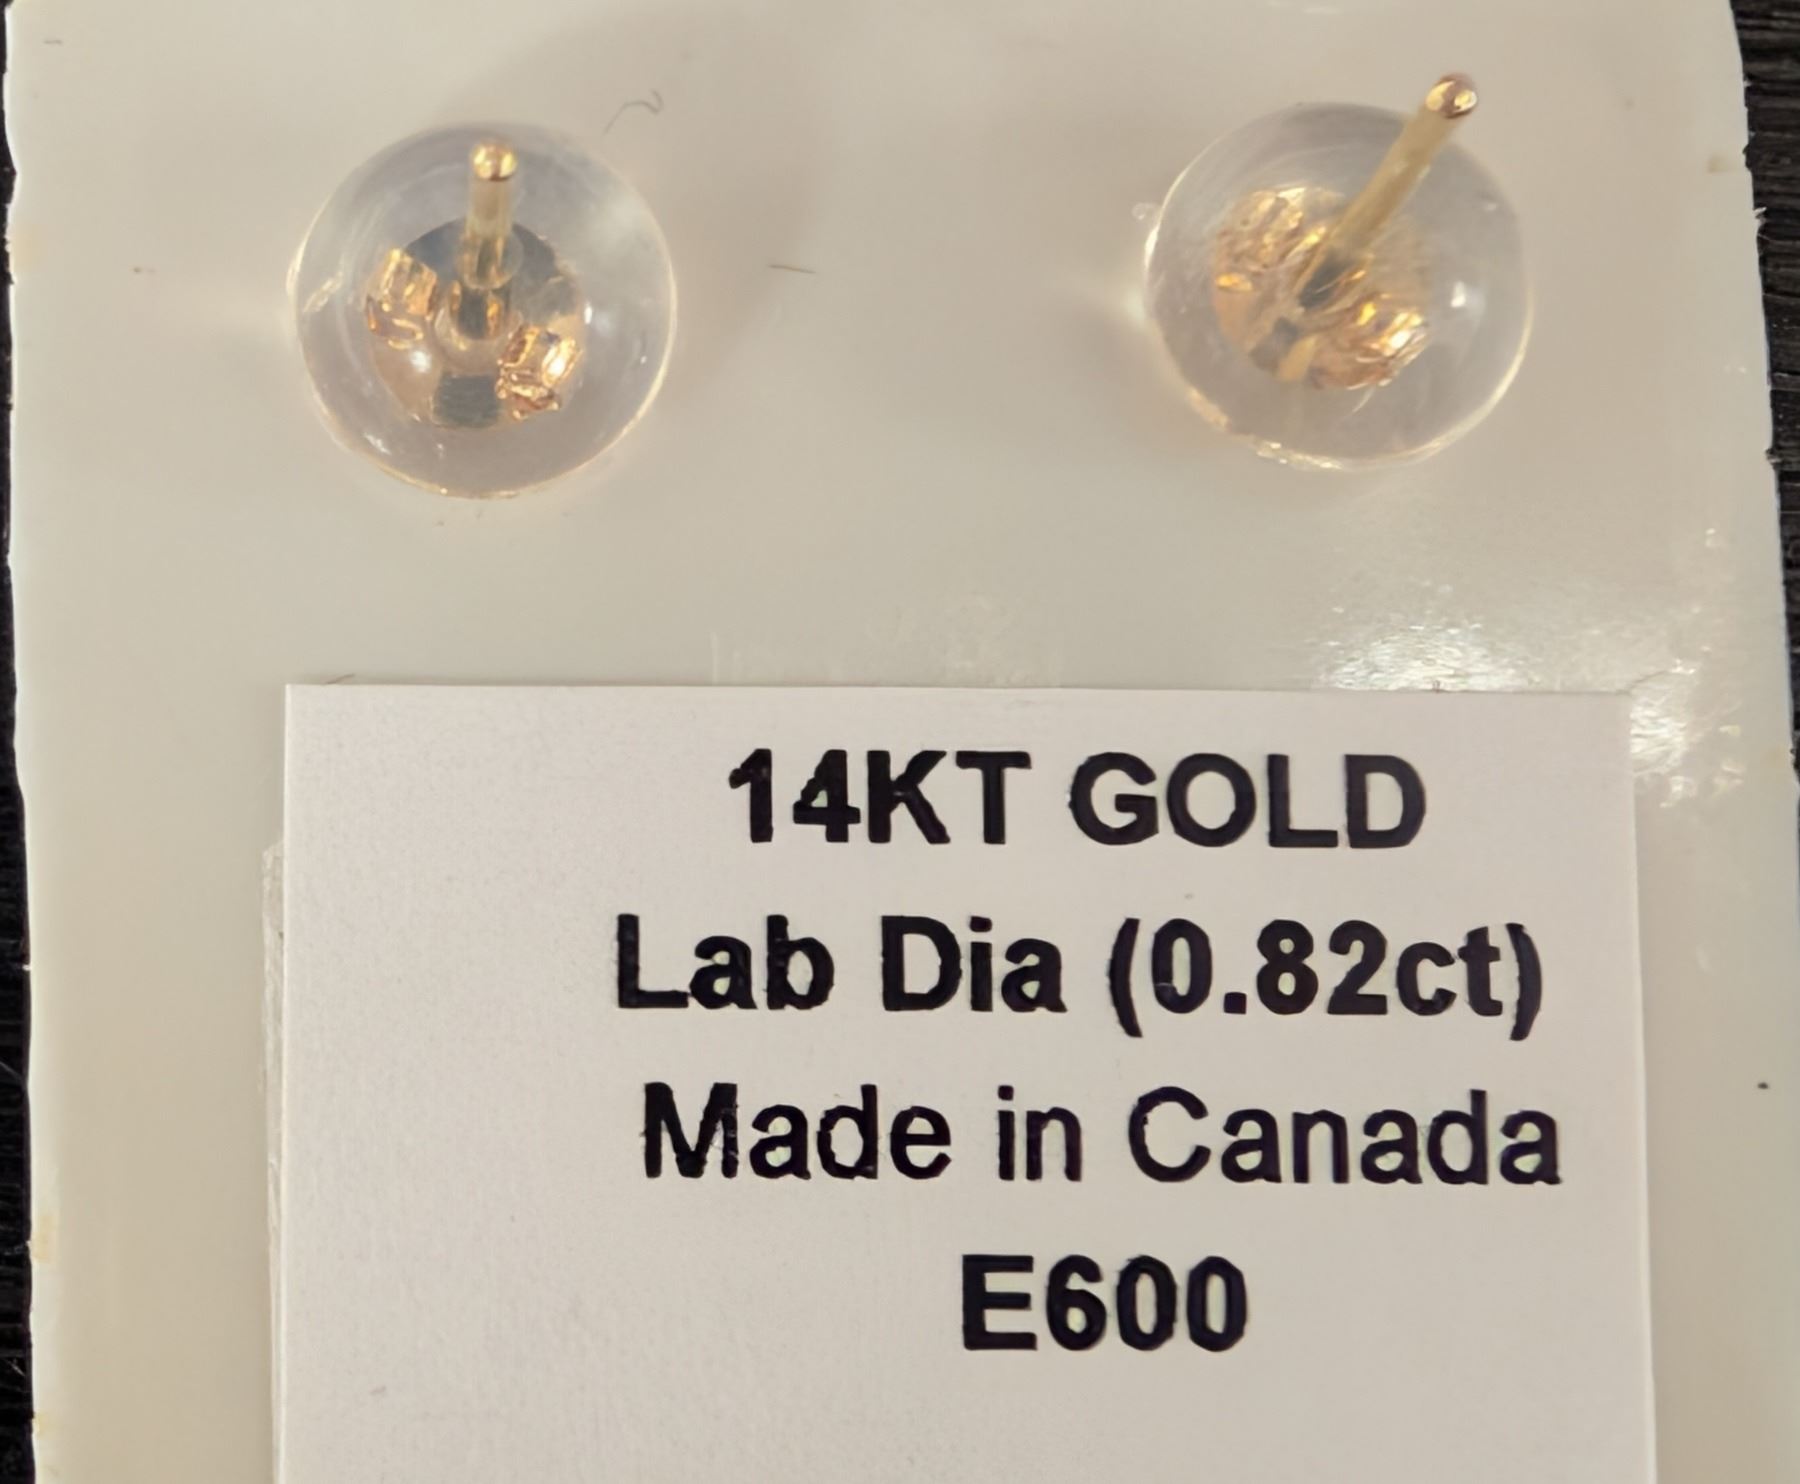 14KT GOLD
Lab Dia (0.82ct)
Made in Canada
E600